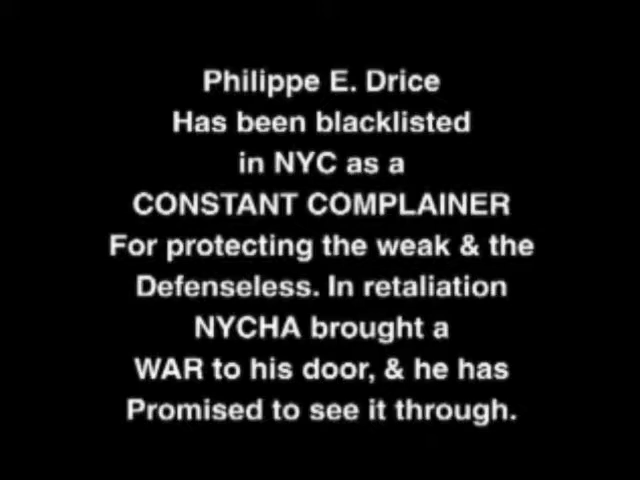 Philippe E. Drice
Has been blacklisted
in NYC as a
CONSTANT COMPLAINER
For protecting the weak & the
Defenseless. In retaliation
NYCHA brought a
WAR to his door, & he has
Promised to see it through.